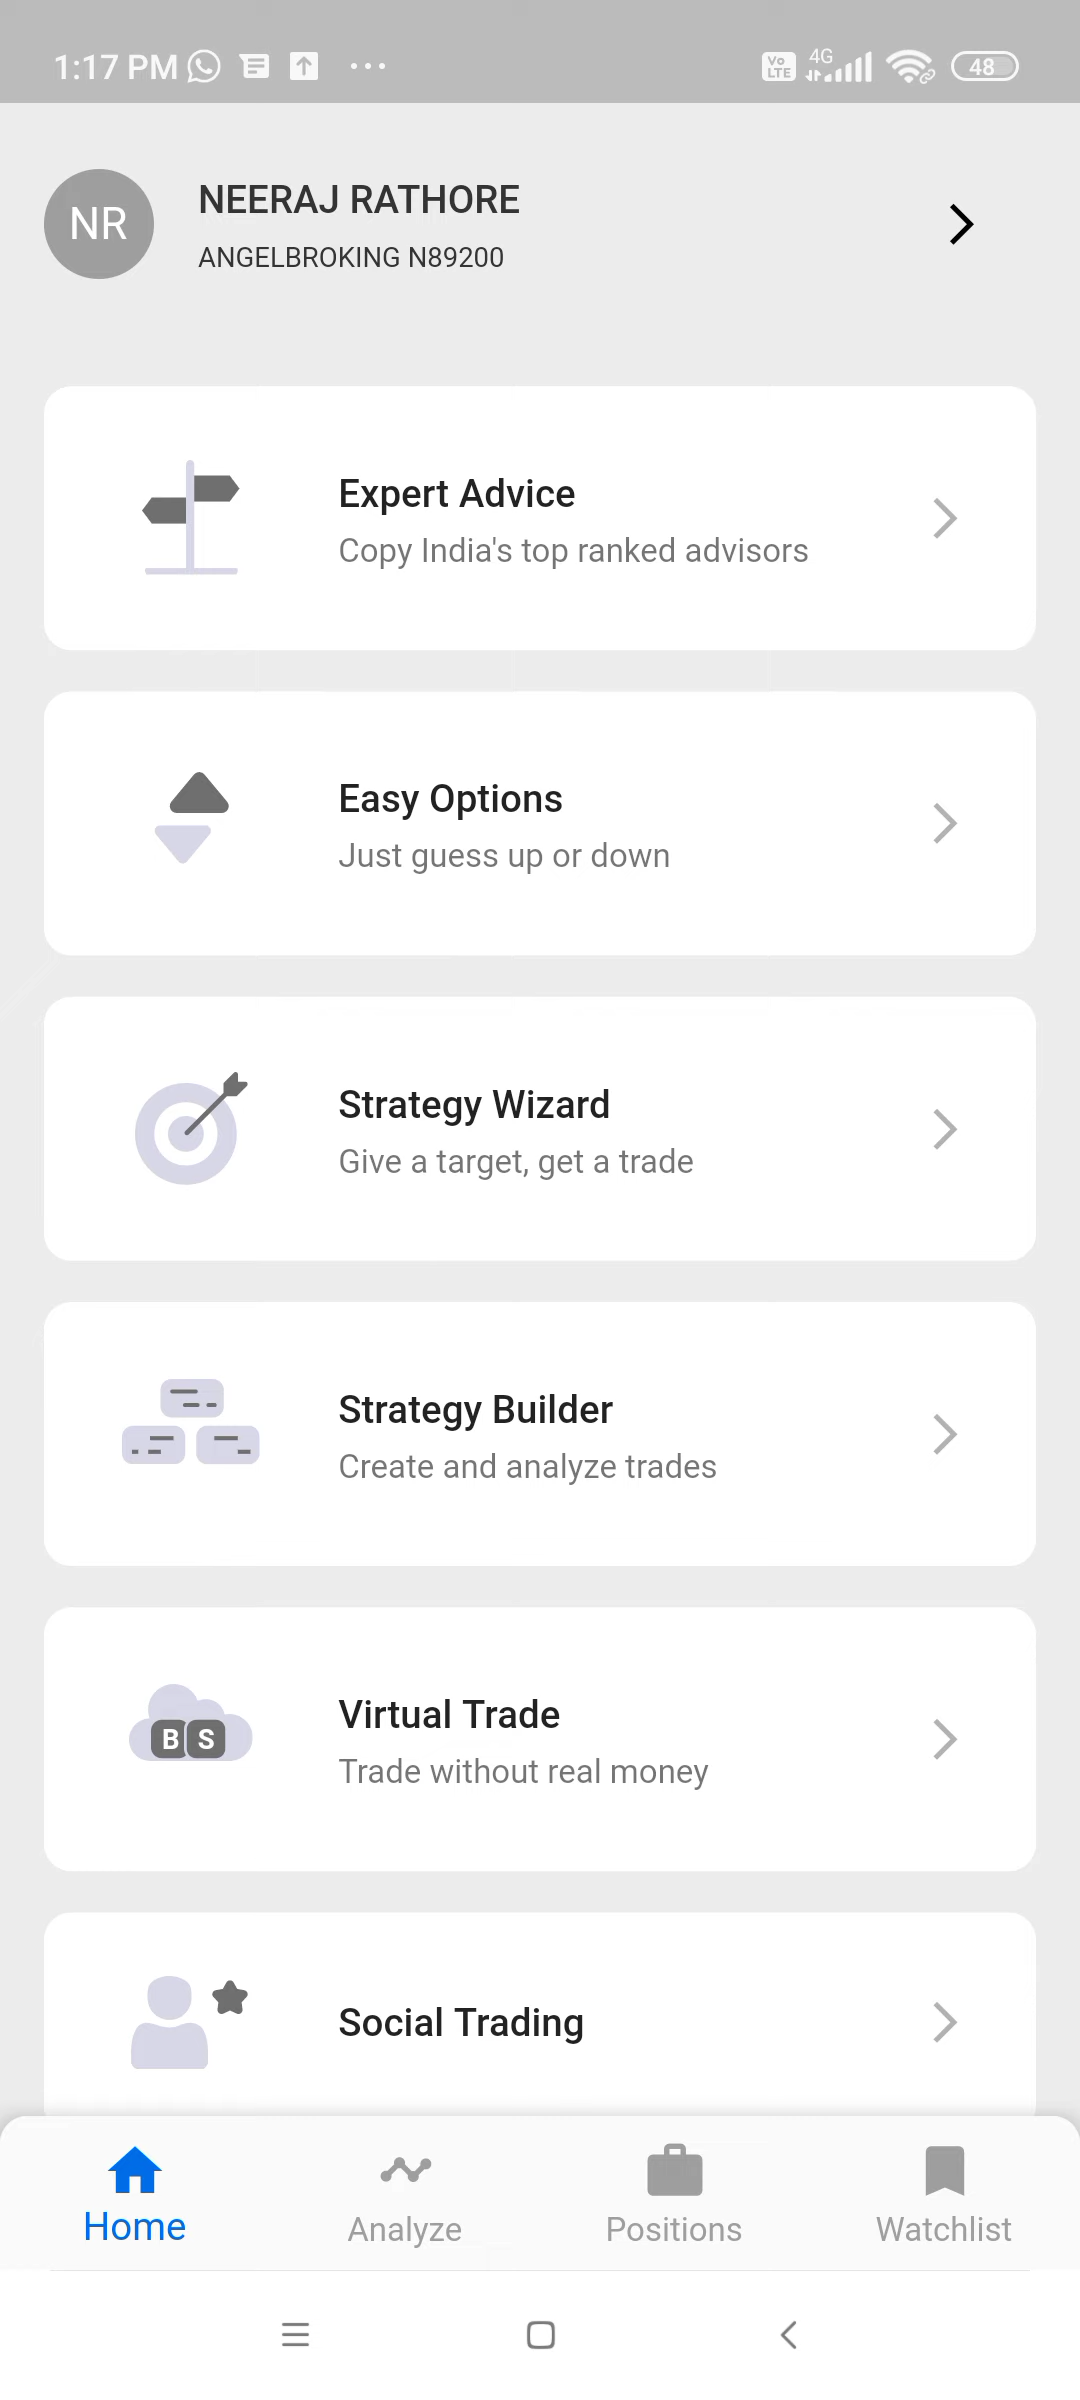 1:17 PM
Vo LTE 4G 48
NR
NEERAJ RATHORE
ANGELBROKING N89200
Expert Advice
Copy India's top ranked advisors
Easy Options
Just guess up or down
Strategy Wizard
Give a target, get a trade
Strategy Builder
Create and analyze trades
B S
Virtual Trade
Trade without real money
Social Trading
Home Analyze Positions Watchlist